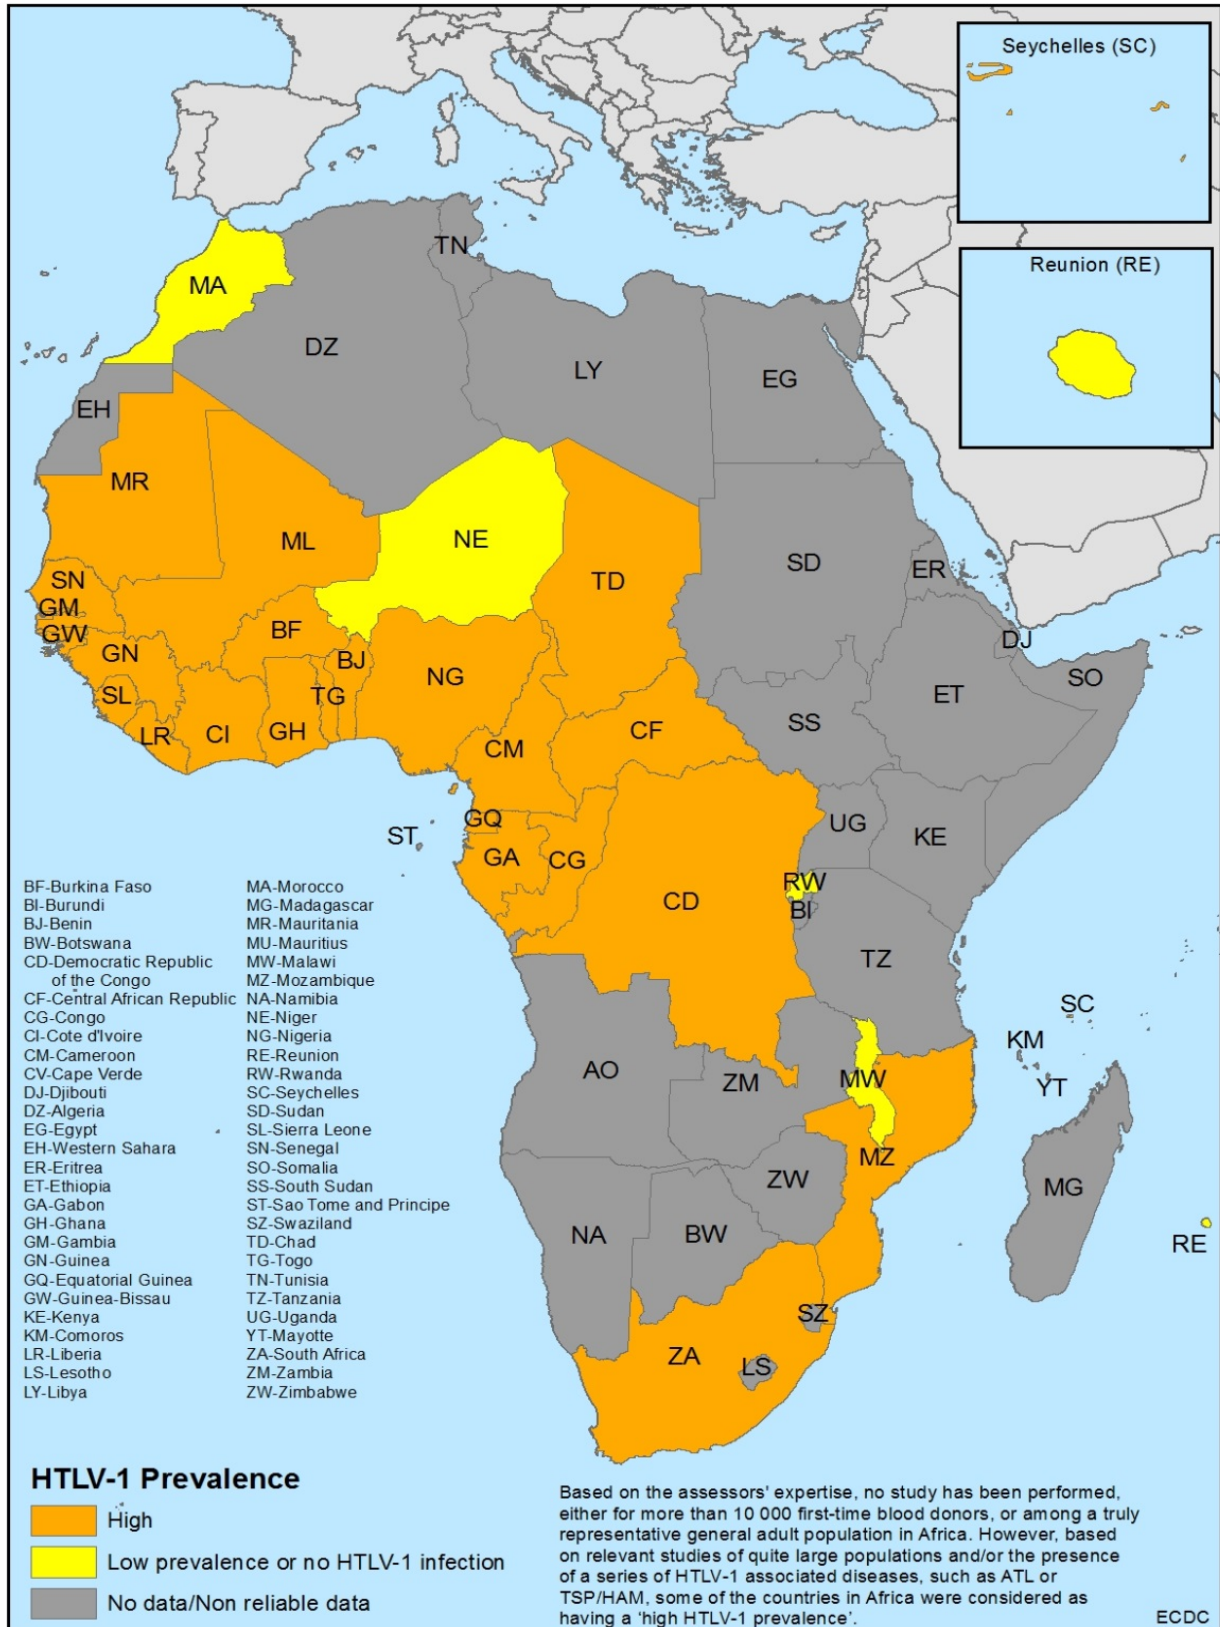 Seychelles (SC)
Reunion (RE)
TN
MA
DZ
LY
EG
EH
MR
ML
NE
TD
SD
ER
SN
GM
GW
GN
BF
BJ
NG
DJ
SO
ET
SL
TG
LR
CI
GH
CM
CF
SS
ST
GQ
GA
CG
UG
KE
RW
CD
BI
TZ
SC
KM
YT
AO
ZM
MW
MZ
ZW
MG
NA
BW
RE
SZ
ZA
LS
BF-Burkina Faso
BI-Burundi
BJ-Benin
BW-Botswana
CD-Democratic Republic
of the Congo
CF-Central African Republic
CG-Congo
CI-Cote d'Ivoire
CM-Cameroon
CV-Cape Verde
DJ-Djibouti
DZ-Algeria
EG-Egypt
EH-Western Sahara
ER-Eritrea
ET-Ethiopia
GA-Gabon
GH-Ghana
GM-Gambia
GN-Guinea
GQ-Equatorial Guinea
GW-Guinea-Bissau
KE-Kenya
KM-Comoros
LR-Liberia
LS-Lesotho
LY-Libya
MA-Morocco
MG-Madagascar
MR-Mauritania
MU-Mauritius
MW-Malawi
MZ-Mozambique
NA-Namibia
NE-Niger
NG-Nigeria
RE-Reunion
RW-Rwanda
SC-Seychelles
SD-Sudan
SL-Sierra Leone
SN-Senegal
SO-Somalia
SS-South Sudan
ST-Sao Tome and Principe
SZ-Swaziland
TD-Chad
TG-Togo
TN-Tunisia
TZ-Tanzania
UG-Uganda
YT-Mayotte
ZA-South Africa
ZM-Zambia
ZW-Zimbabwe
HTLV-1 Prevalence
High
Low prevalence or no HTLV-1 infection
No data/Non reliable data
Based on the assessors' expertise, no study has been performed,
either for more than 10 000 first-time blood donors, or among a truly
representative general adult population in Africa. However, based
on relevant studies of quite large populations and/or the presence
of a series of HTLV-1 associated diseases, such as ATL or
TSP/HAM, some of the countries in Africa were considered as
having a 'high HTLV-1 prevalence'.
ECDC